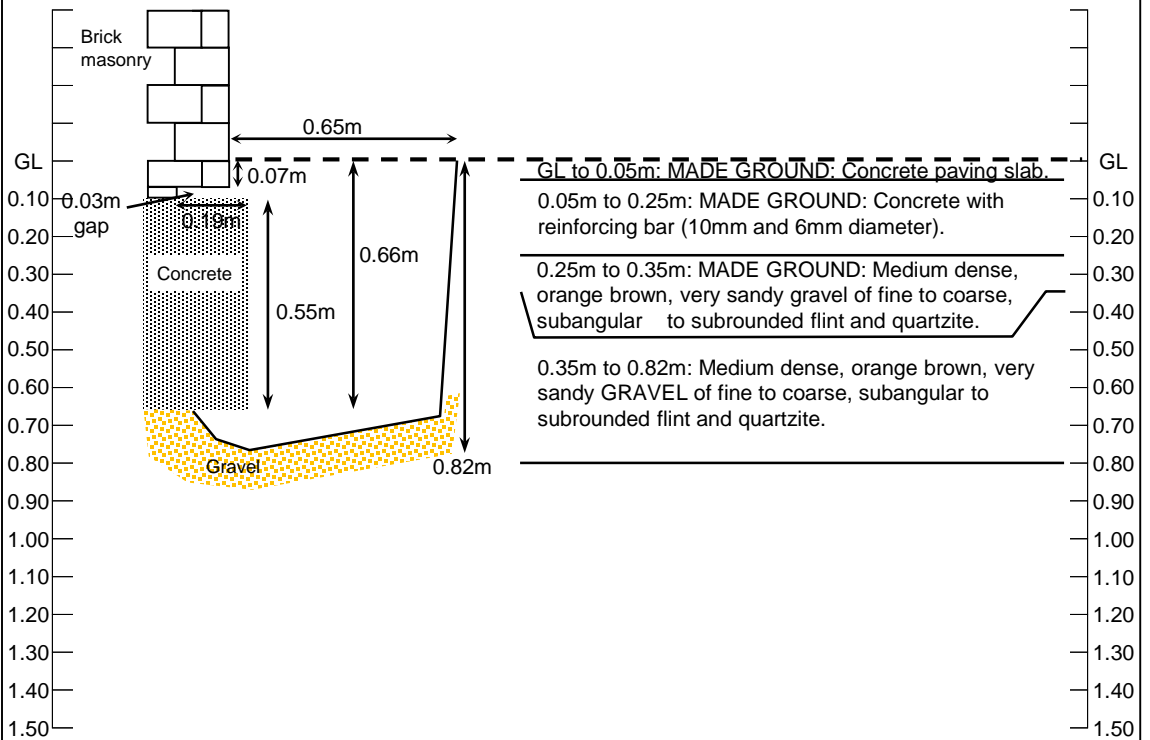 Brick
masonry
0.65m
GL
GL
0.07m
GL to 0.05m: MADE GROUND: Concrete paving slab.
0.03m
gap
0.19m
0.05m to 0.25m: MADE GROUND: Concrete with
reinforcing bar (10mm and 6mm diameter).
0.66m
Concrete
0.55m
0.25m to 0.35m: MADE GROUND: Medium dense,
orange brown, very sandy gravel of fine to coarse,
subangular to subrounded flint and quartzite.
0.35m to 0.82m: Medium dense, orange brown, very
sandy GRAVEL of fine to coarse, subangular to
subrounded flint and quartzite.
Gravel
0.82m
0.10
0.20
0.30
0.40
0.50
0.60
0.70
0.80
0.90
1.00
1.10
1.20
1.30
1.40
1.50
0.10
0.20
0.30
0.40
0.50
0.60
0.70
0.80
0.90
1.00
1.10
1.20
1.30
1.40
1.50